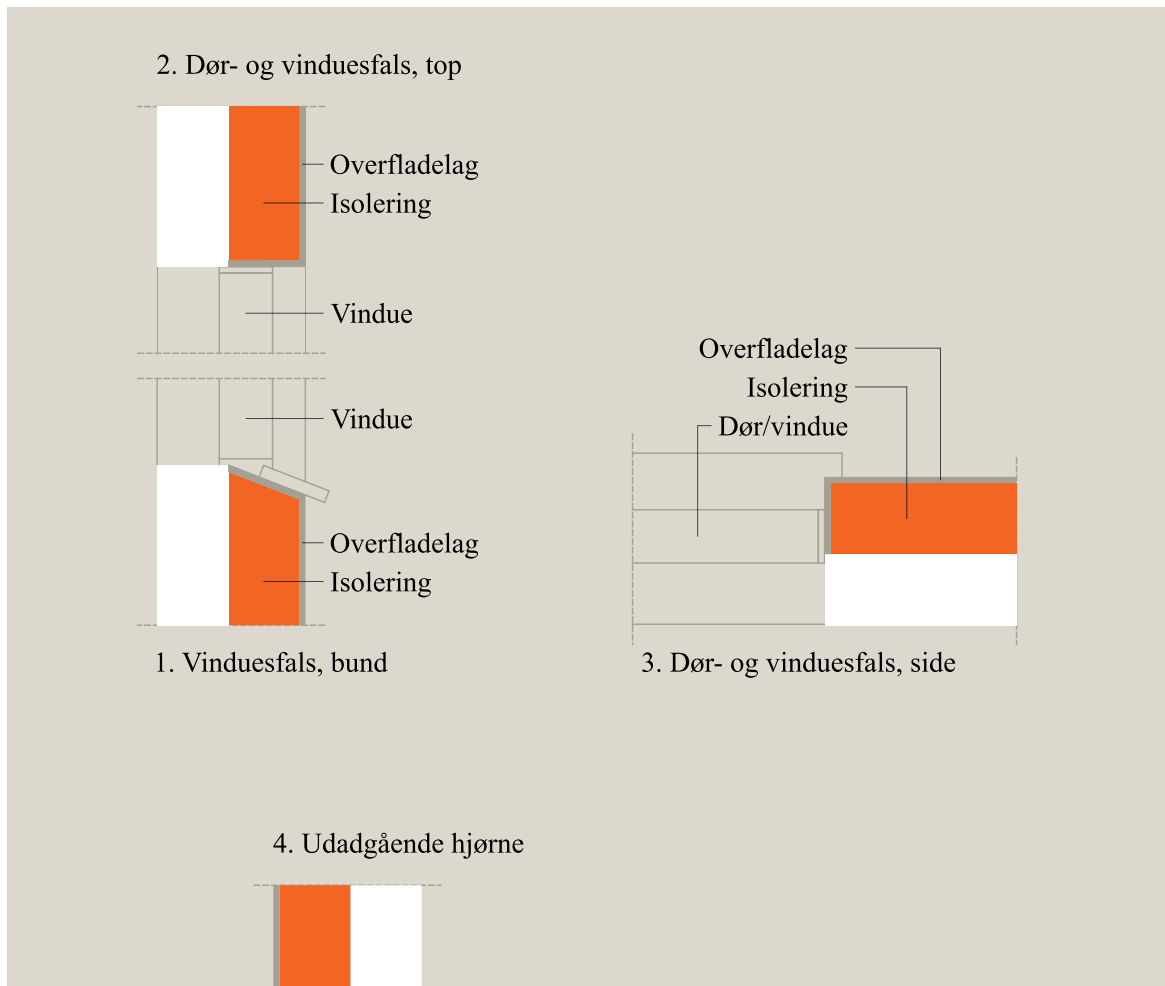 2. Dør- og vinduesfals, top
Overfladelag
Isolering
Vindue
Vindue
Overfladelag
Isolering
1. Vinduesfals, bund
Overfladelag
Isolering
Dør/vindue
3. Dør- og vinduesfals, side
4. Udadgående hjørne